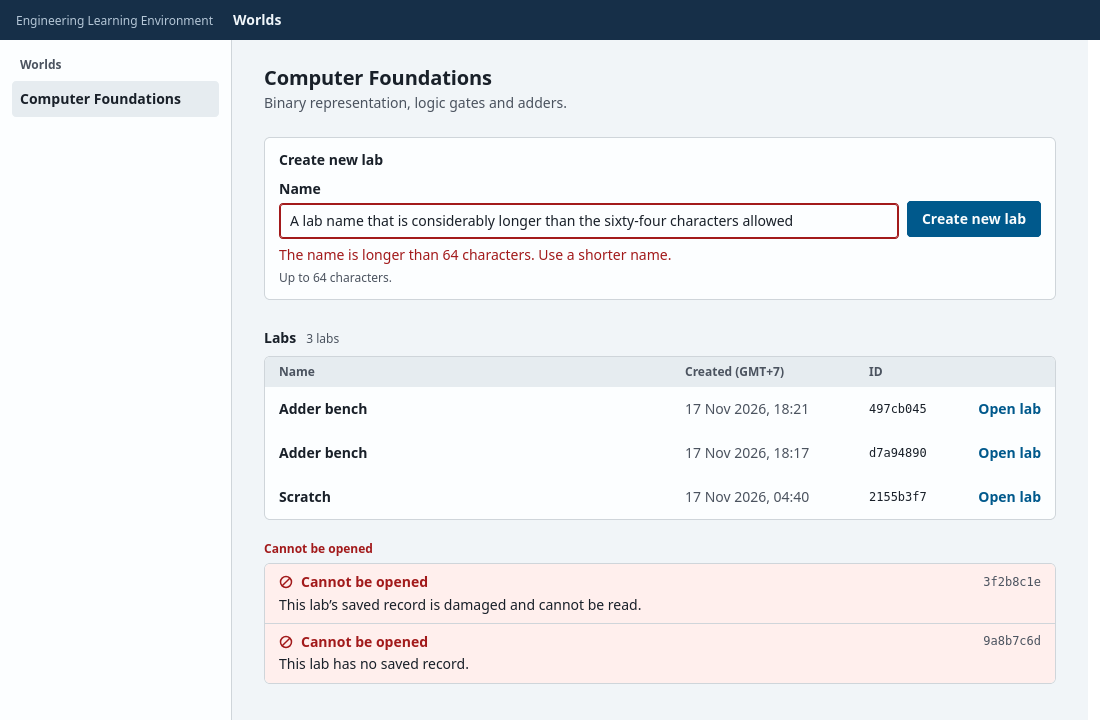 Engineering Learning Environment Worlds
Worlds
Computer Foundations
Computer Foundations
Binary representation, logic gates and adders.
Create new lab
Name
A lab name that is considerably longer than the sixty-four characters allowed
Create new lab
The name is longer than 64 characters. Use a shorter name.
Up to 64 characters.
Labs 3 labs
Name Created (GMT+7) ID
Adder bench 17 Nov 2026, 18:21 497cb045 Open lab
Adder bench 17 Nov 2026, 18:17 d7a94890 Open lab
Scratch 17 Nov 2026, 04:40 2155b3f7 Open lab
Cannot be opened
Cannot be opened 3f2b8c1e
This lab’s saved record is damaged and cannot be read.
Cannot be opened 9a8b7c6d
This lab has no saved record.